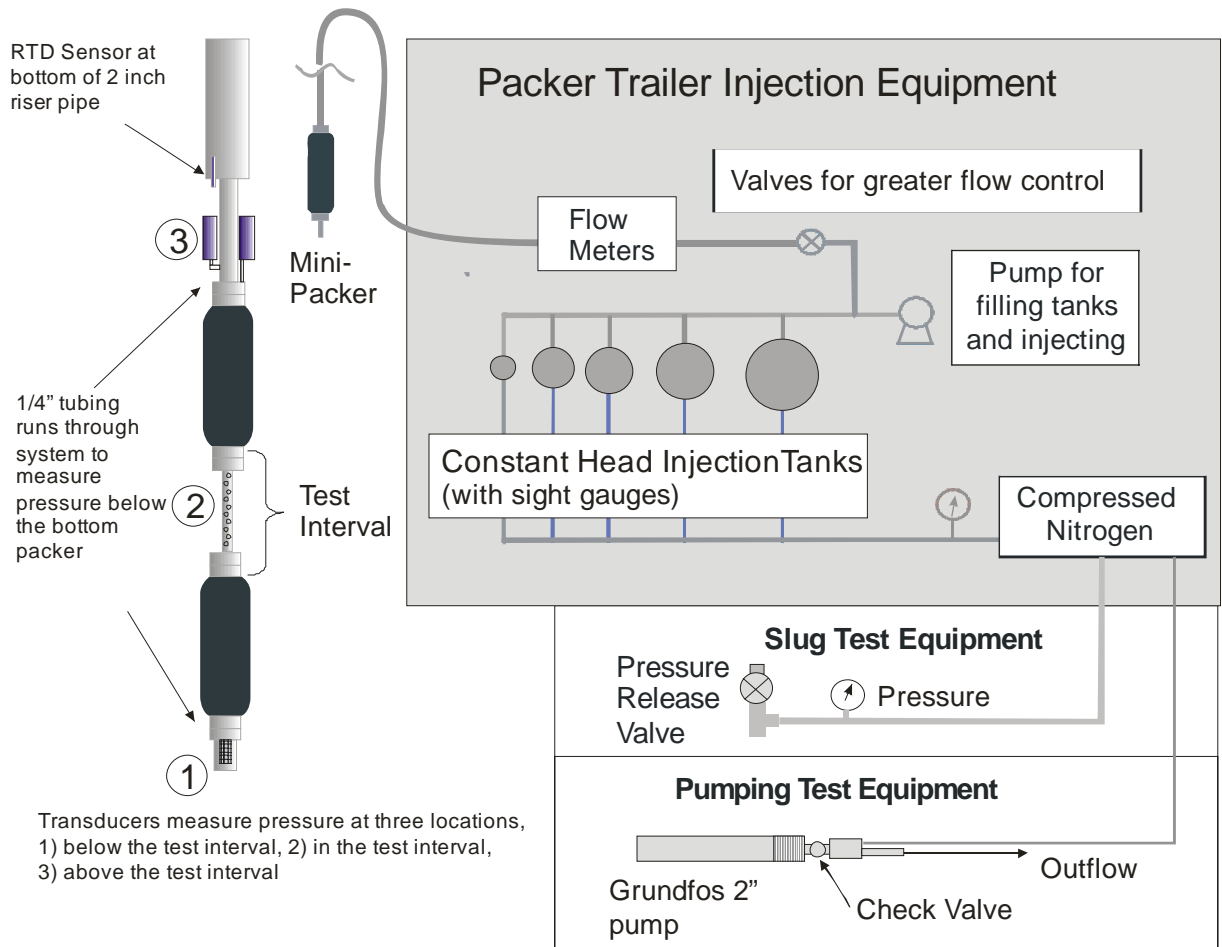 RTD Sensor at
bottom of 2 inch
riser pipe
3
1/4” tubing
runs through
system to
measure
pressure below
the bottom
packer
2
Test
Interval
1
Transducers measure pressure at three locations,
1) below the test interval, 2) in the test interval,
3) above the test interval
Mini-
Packer
Packer Trailer Injection Equipment
Valves for greater flow control
Flow
Meters
Pump for
filling tanks
and injecting
Constant Head InjectionTanks
(with sight gauges)
Compressed
Nitrogen
Slug Test Equipment
Pressure
Release
Valve
Pressure
Pumping Test Equipment
Outflow
Grundfos 2”
pump
Check Valve